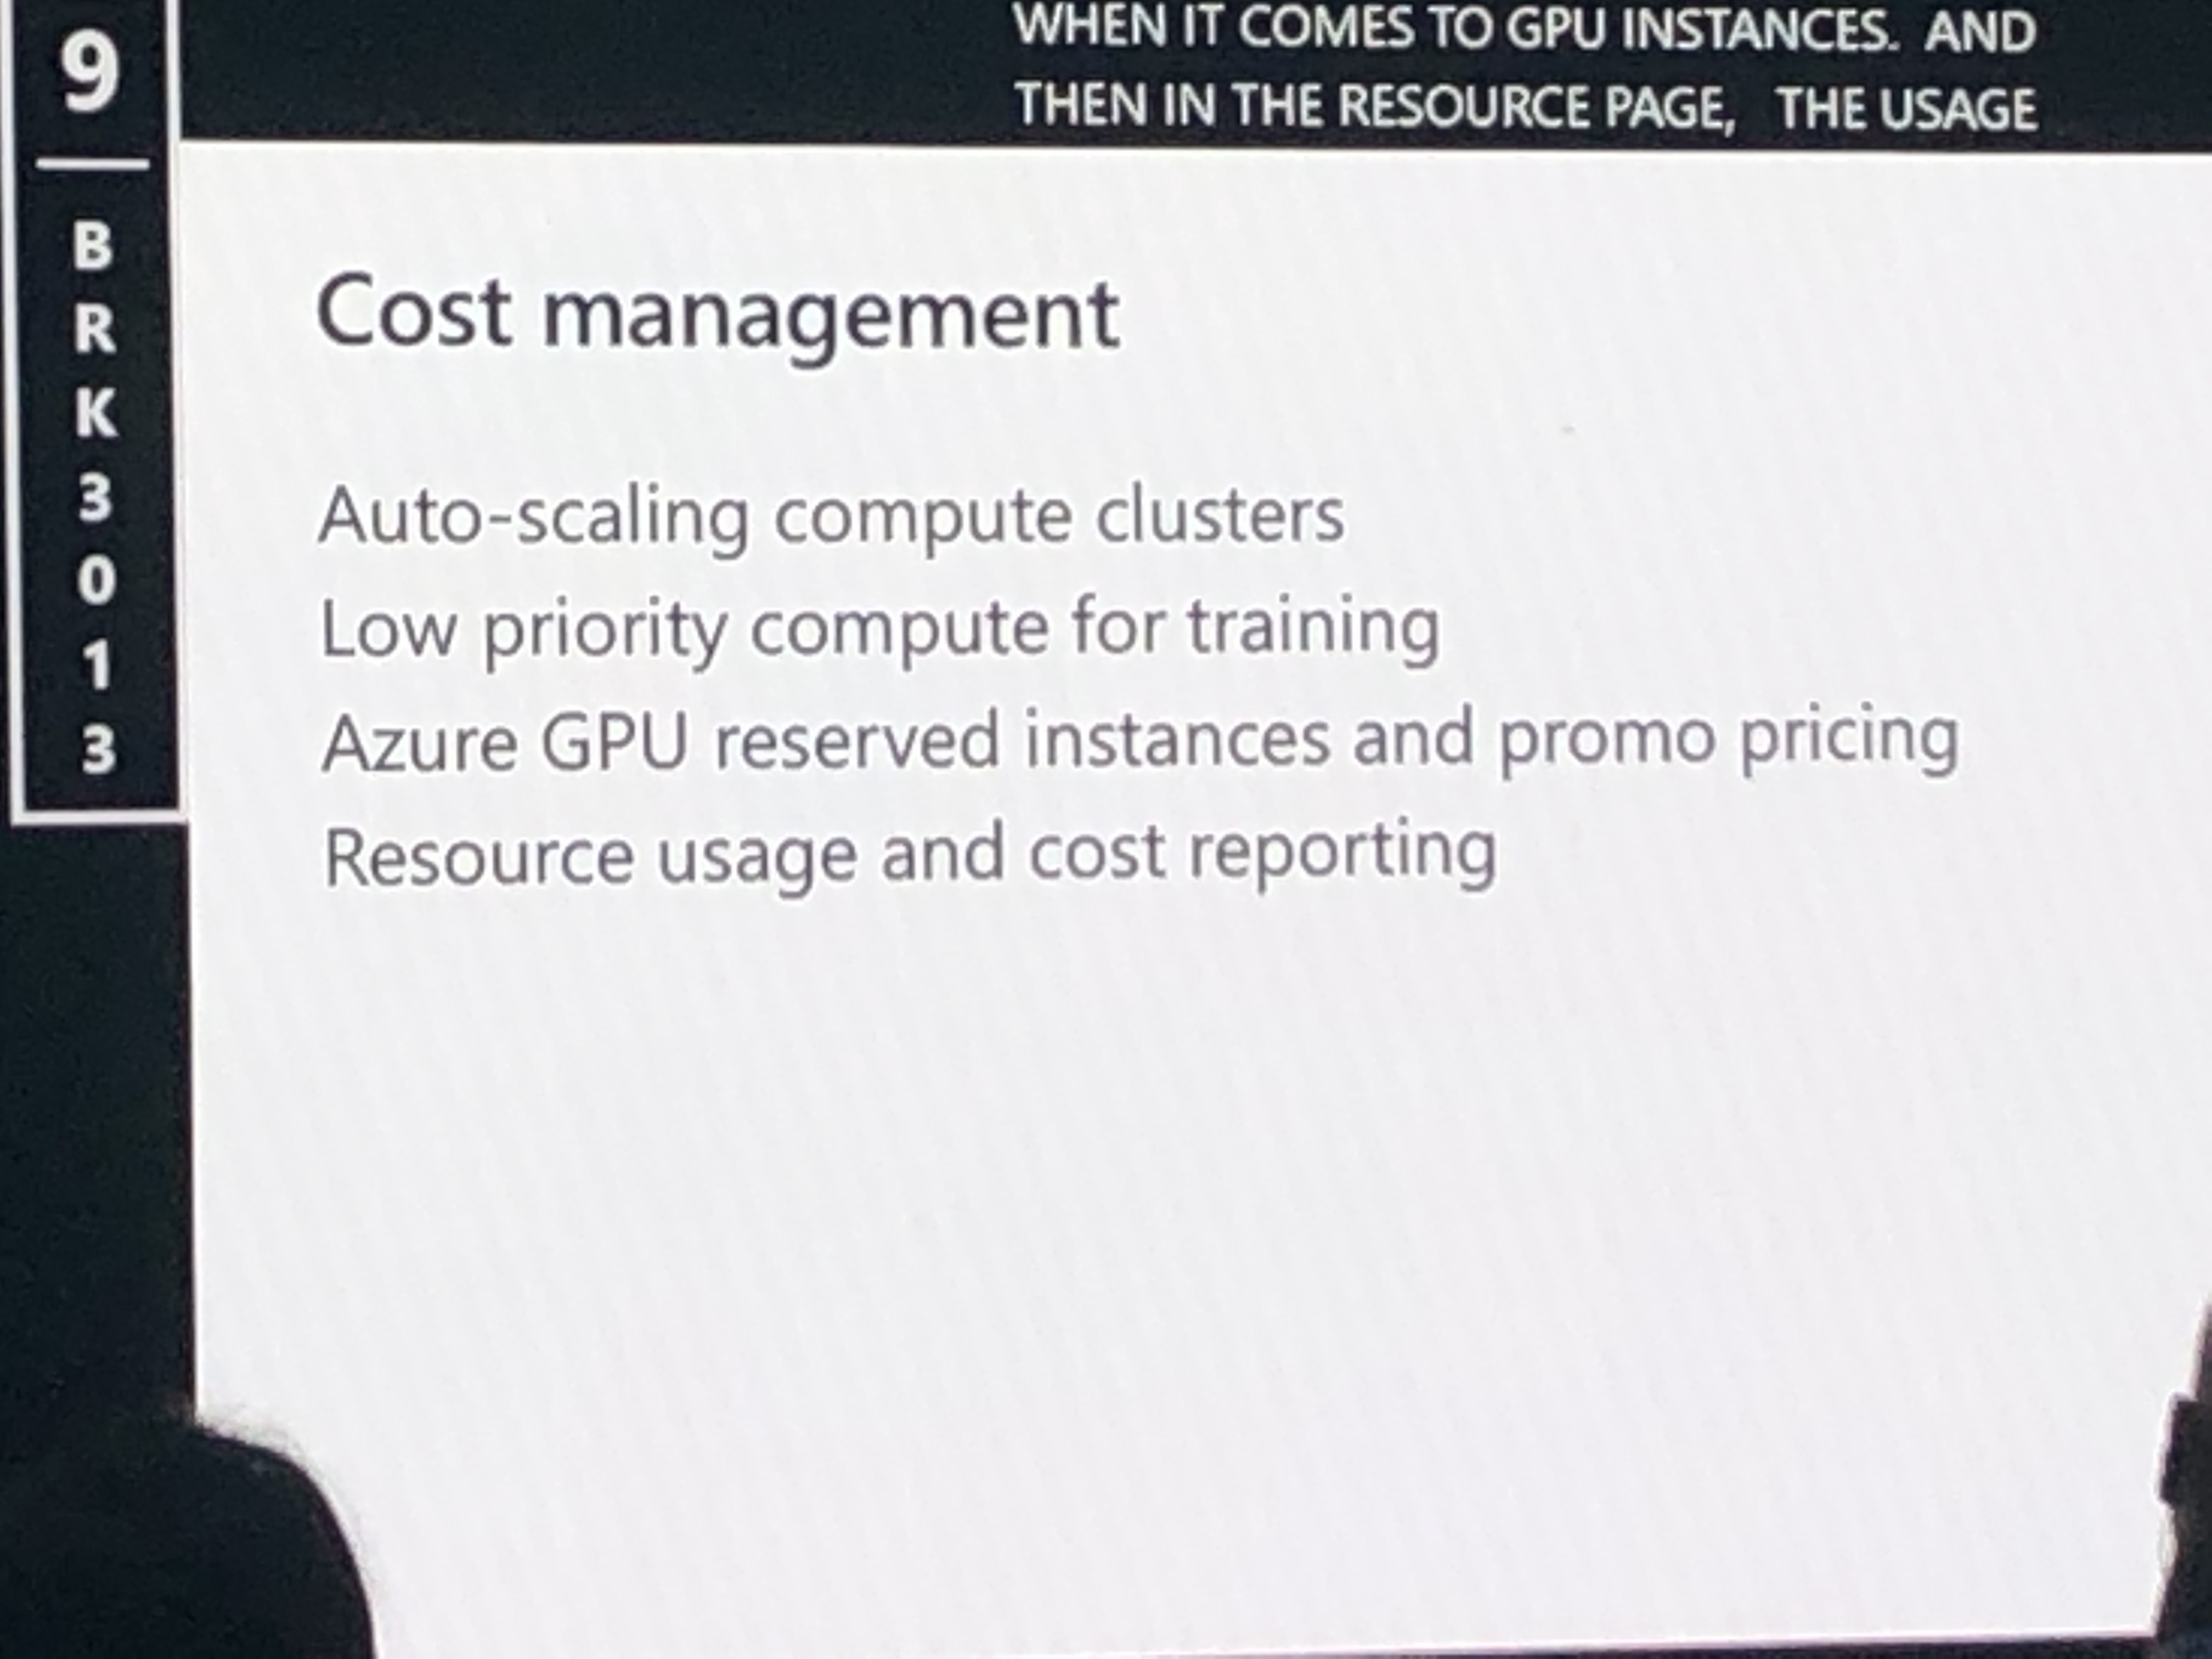 WHEN IT COMES TO GPU INSTANCES. AND
THEN IN THE RESOURCE PAGE, THE USAGE
9
BRK3013
Cost management
Auto-scaling compute clusters
Low priority compute for training
Azure GPU reserved instances and promo pricing
Resource usage and cost reporting